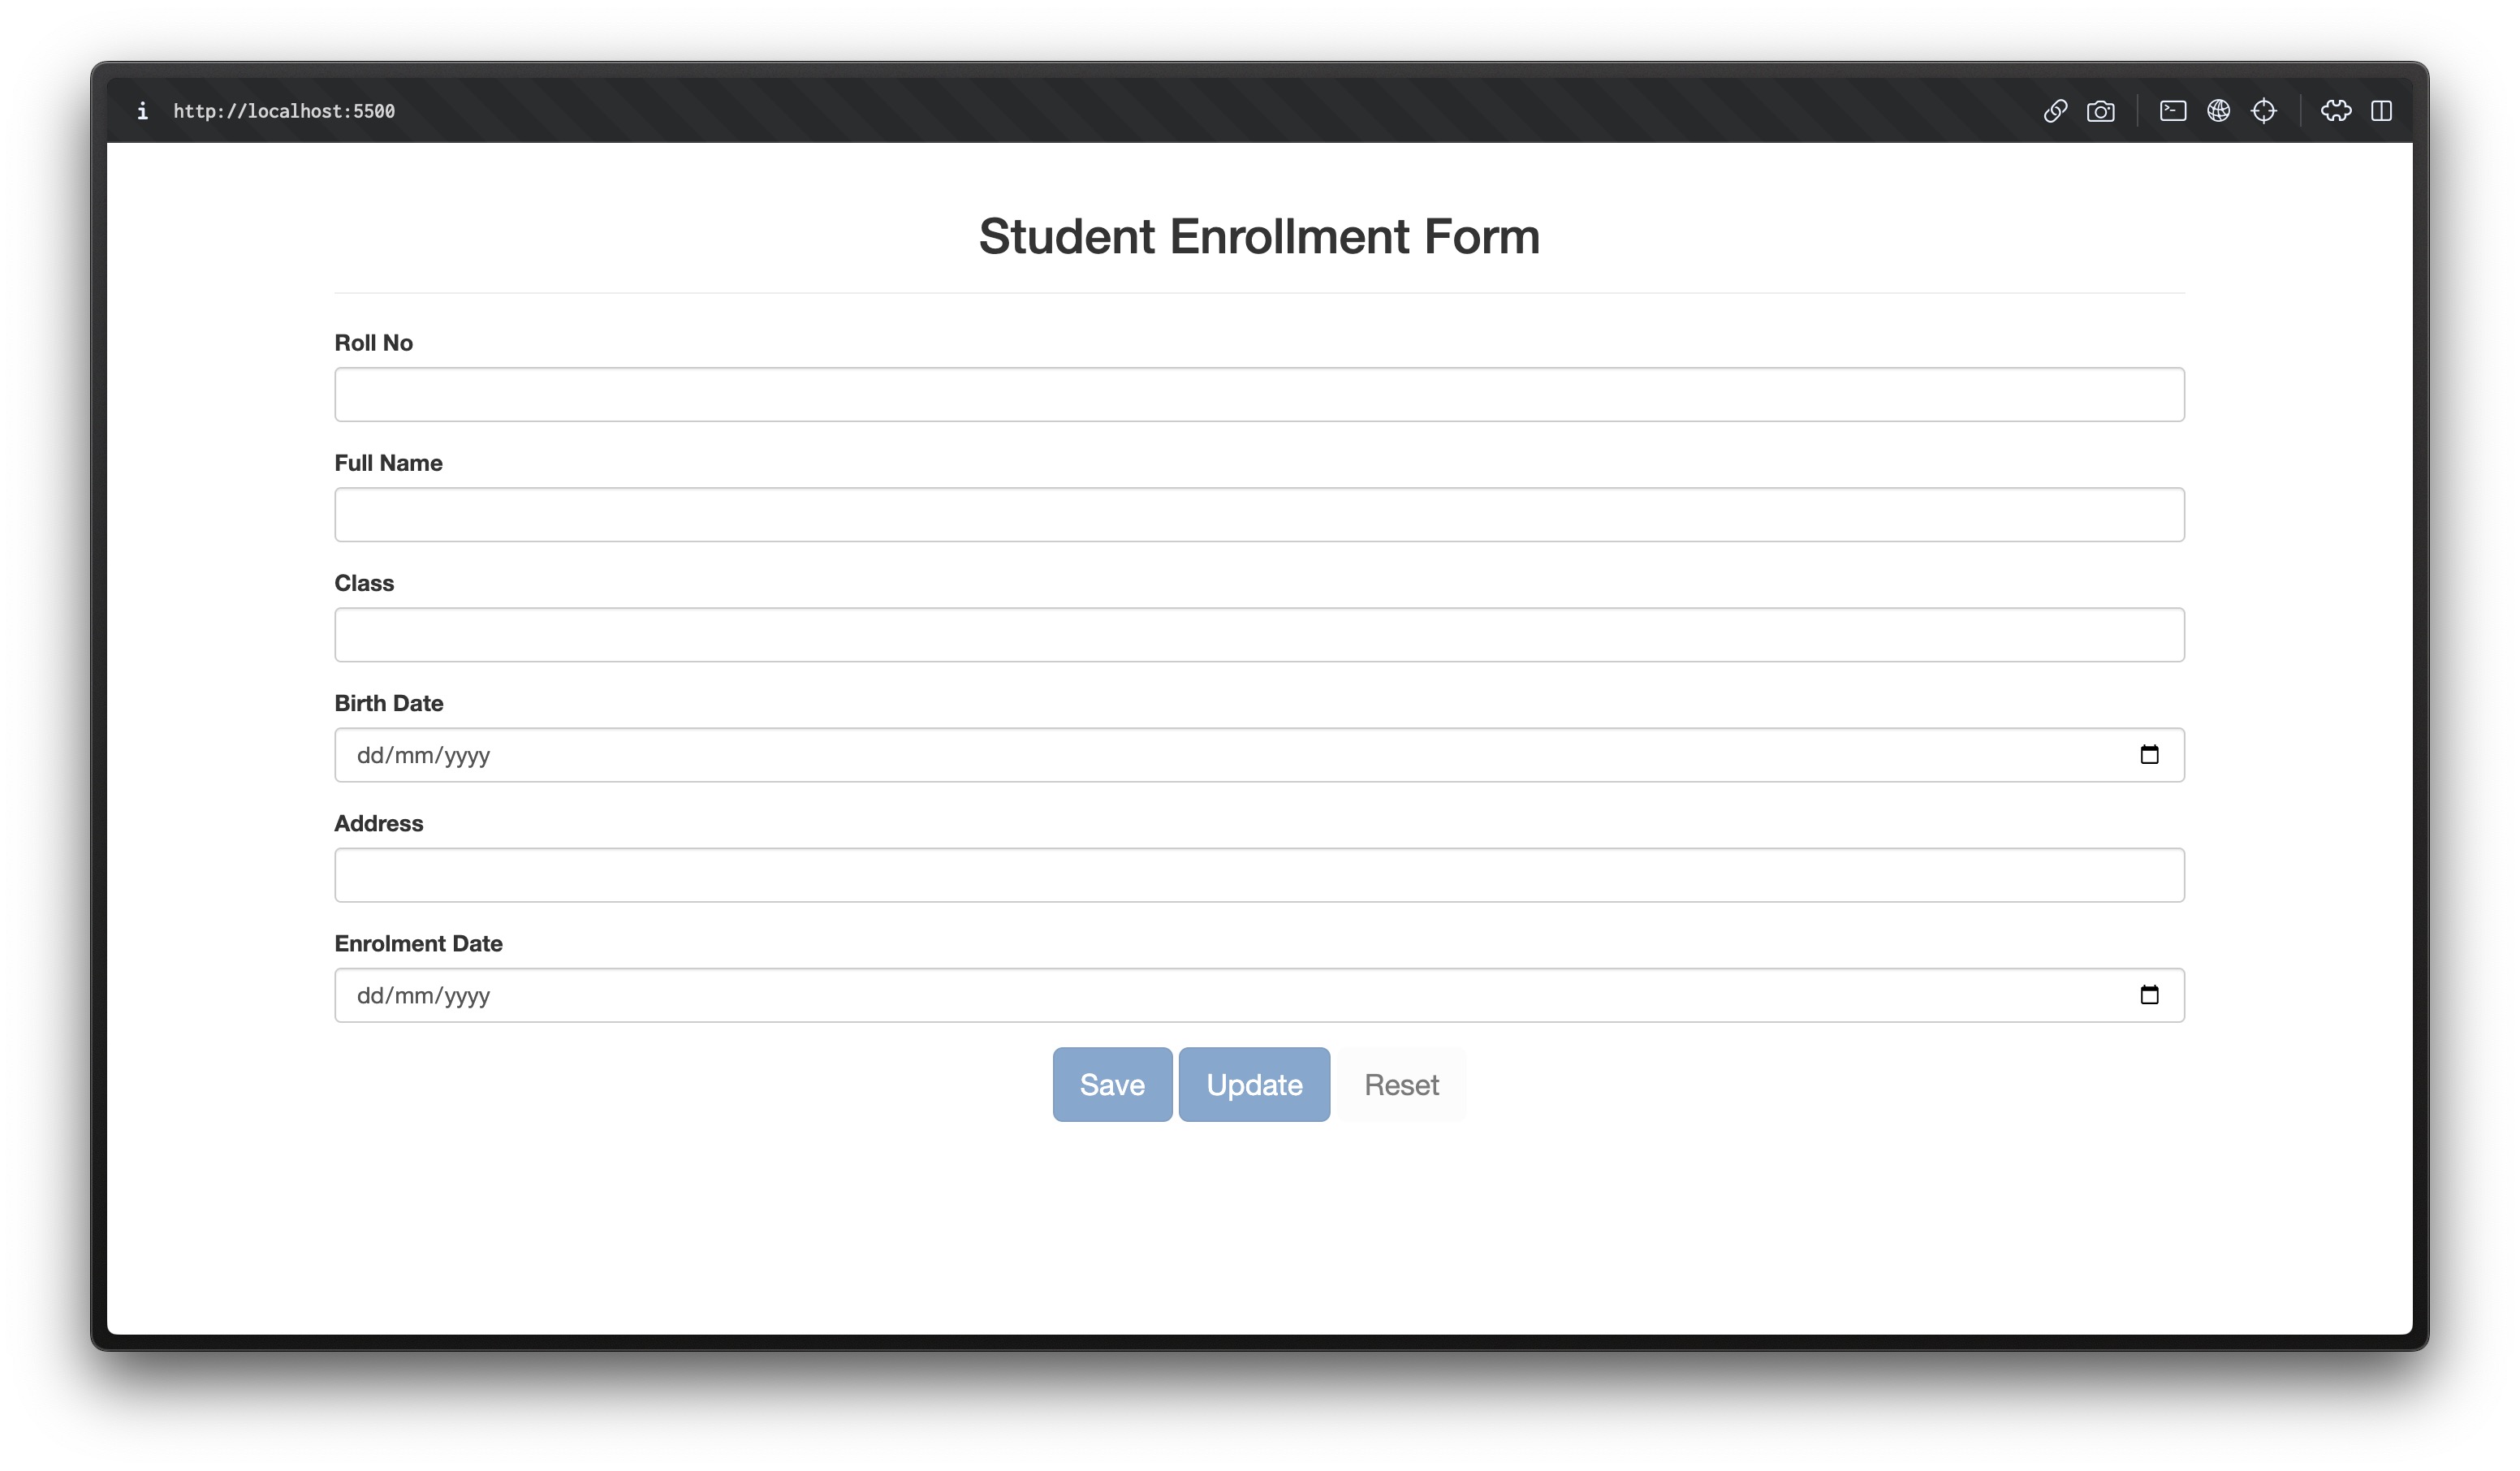 http://localhost:5500
Student Enrollment Form
Roll No
Full Name
Class
Birth Date
dd/mm/yyyy
Address
Enrolment Date
dd/mm/yyyy
Save Update Reset